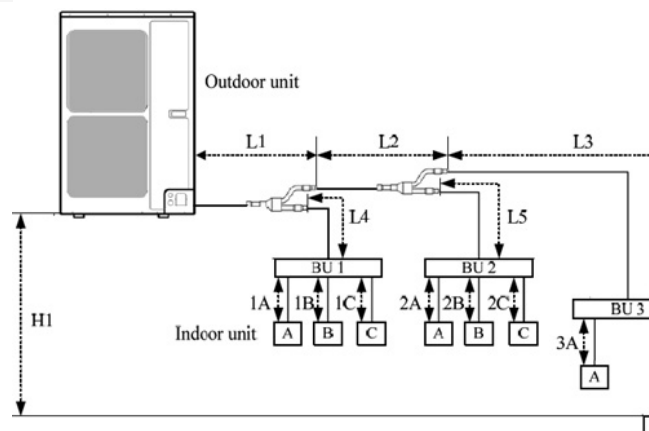 Outdoor unit
L1 L2 L3
L4 L5
BU 1 BU 2
1A 1B 1C 2A 2B 2C BU 3
H1
Indoor unit A B C A B C 3A
A